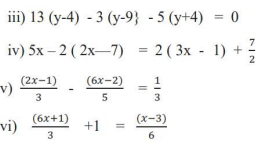 iii) 13 (y-4) - 3 (y-9} - 5 (y+4) = 0
iv) 5x – 2 ( 2x—7) = 2 ( 3x - 1) + 7/2
v) (2x−1)/3 - (6x−2)/5 = 1/3
vi) (6x+1)/3 +1 = (x−3)/6